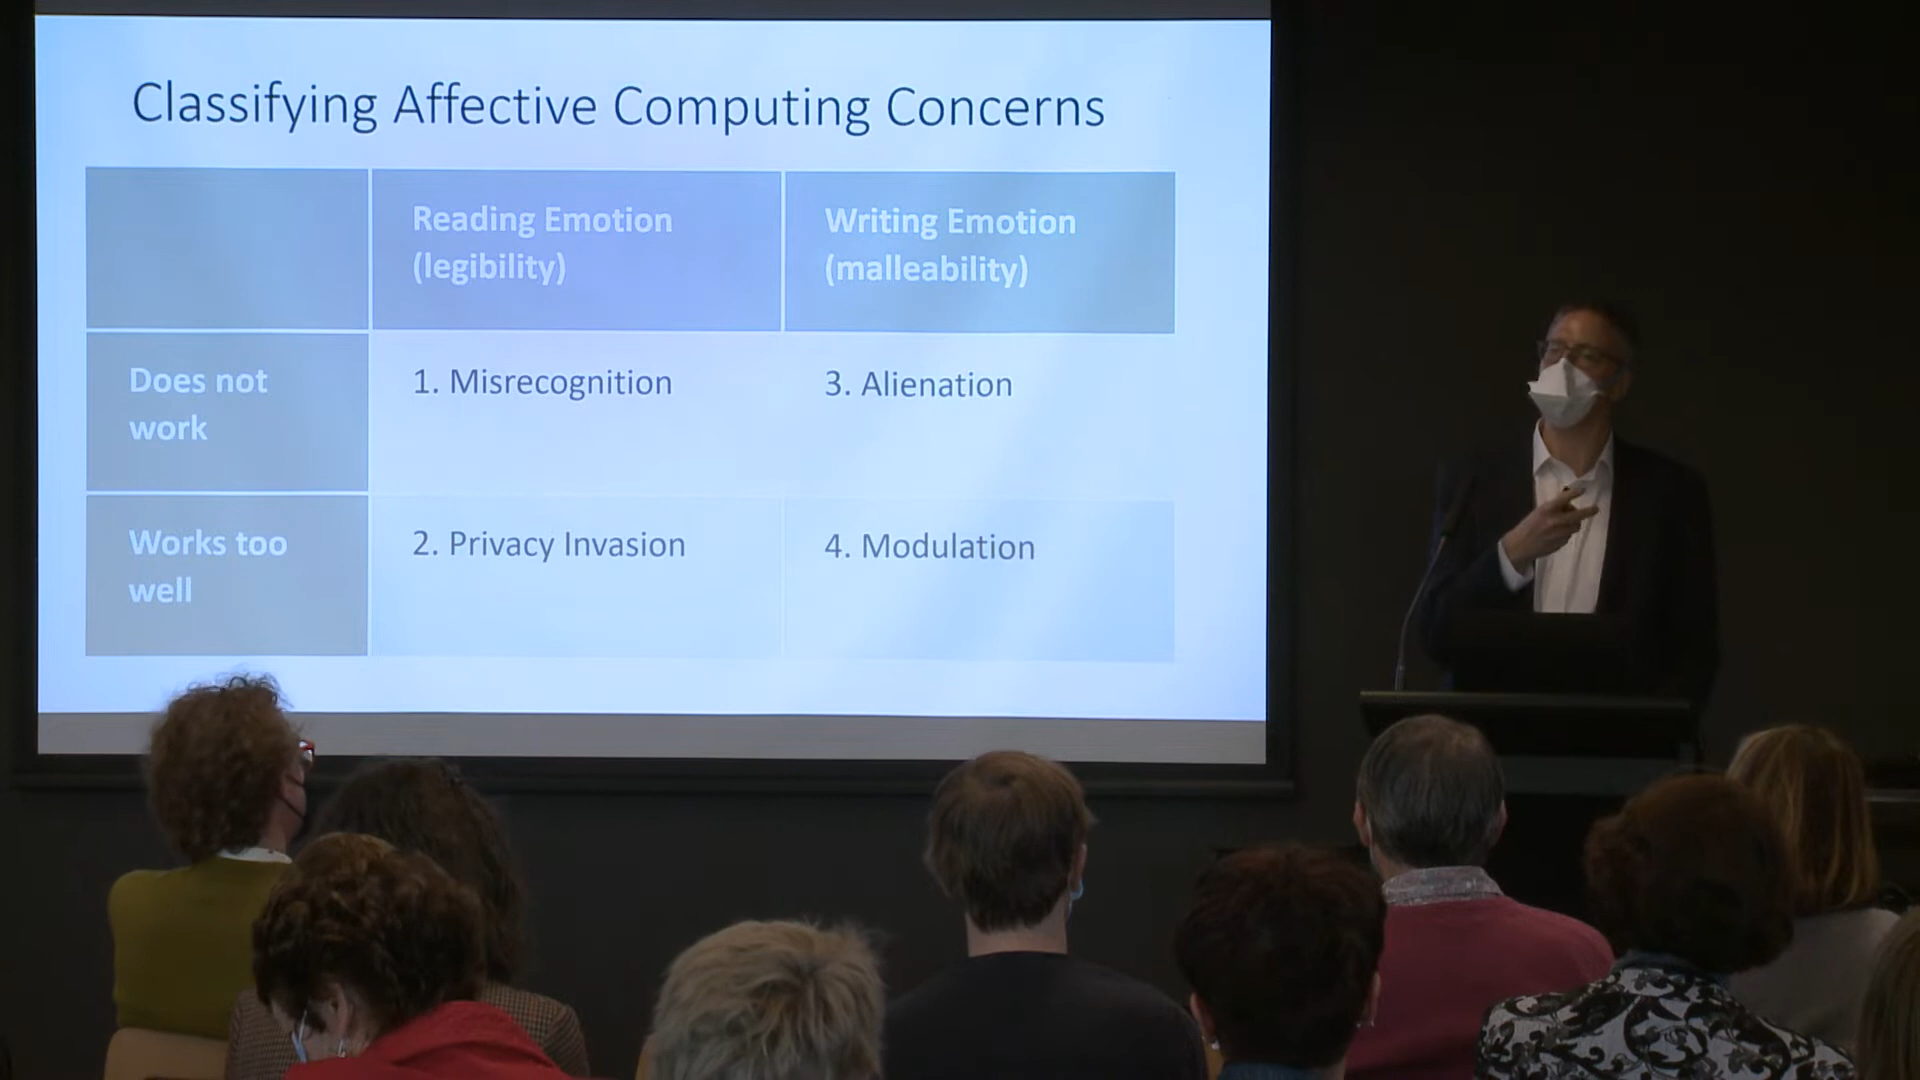 Classifying Affective Computing Concerns
Reading Emotion
(legibility)
Writing Emotion
(malleability)
Does not
work
1. Misrecognition
3. Alienation
Works too
well
2. Privacy Invasion
4. Modulation